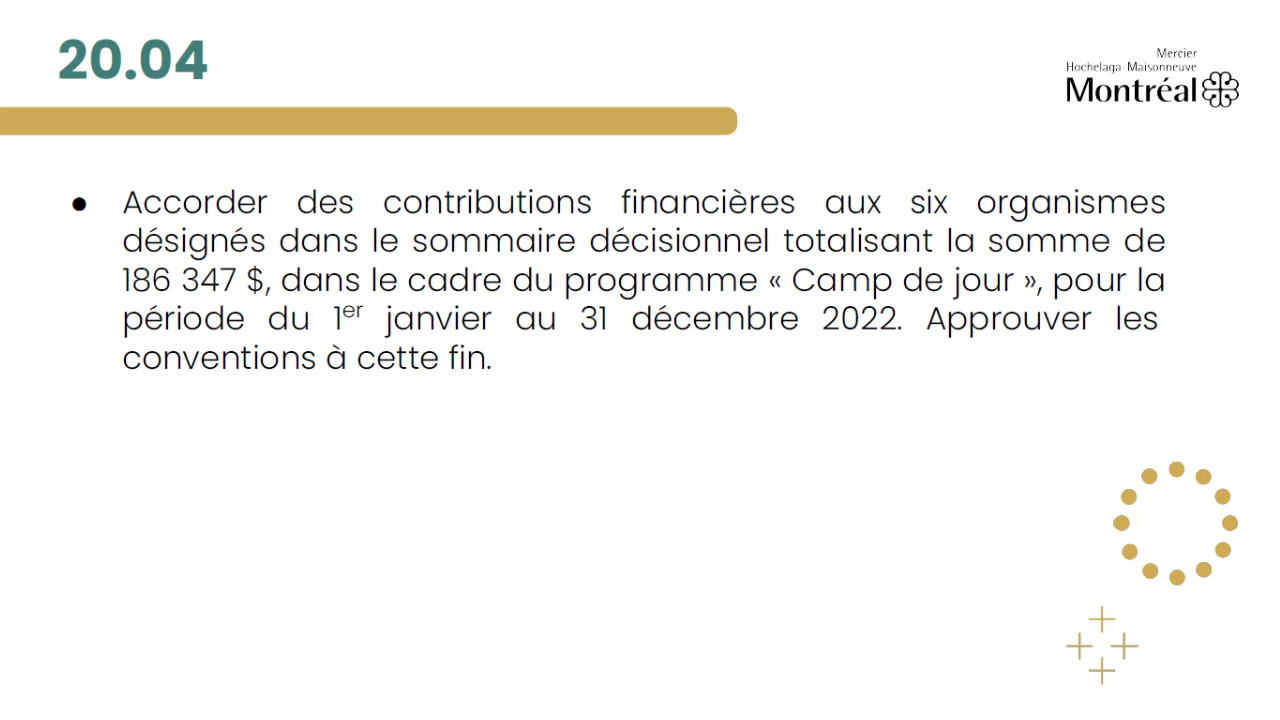 20.04
Mercier
Hochelaga-Maisonneuve
Montréal
● Accorder des contributions financières aux six organismes
désignés dans le sommaire décisionnel totalisant la somme de
186 347 $, dans le cadre du programme « Camp de jour », pour la
période du 1er janvier au 31 décembre 2022. Approuver les
conventions à cette fin.